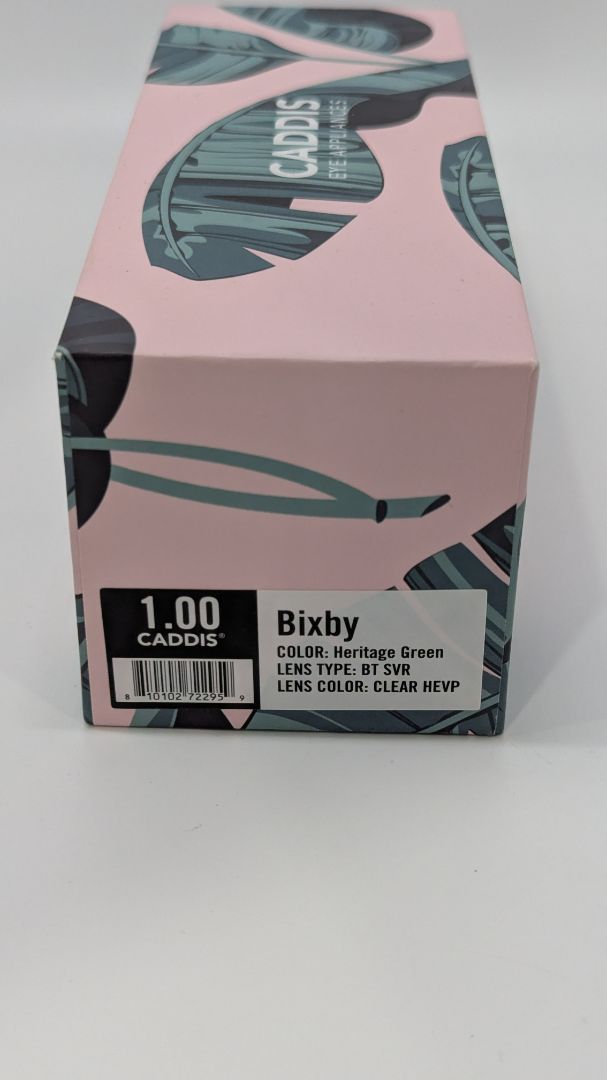 CADDIS
EYE APPLIANCES
1.00
CADDIS®
8 10102 72295 9
Bixby
COLOR: Heritage Green
LENS TYPE: BT SVR
LENS COLOR: CLEAR HEVP